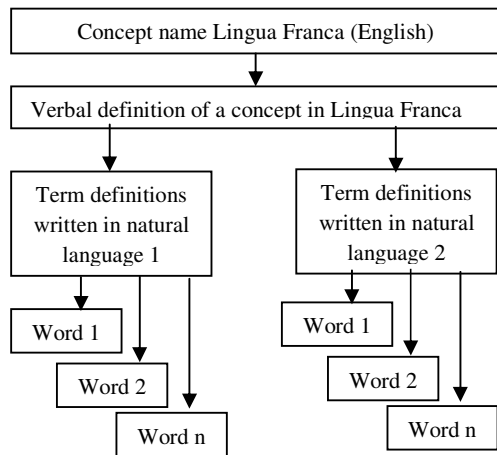 Concept name Lingua Franca (English)
Verbal definition of a concept in Lingua Franca
Term definitions
written in natural
language 1
Word 1
Word 2
Word n
Term definitions
written in natural
language 2
Word 1
Word 2
Word n